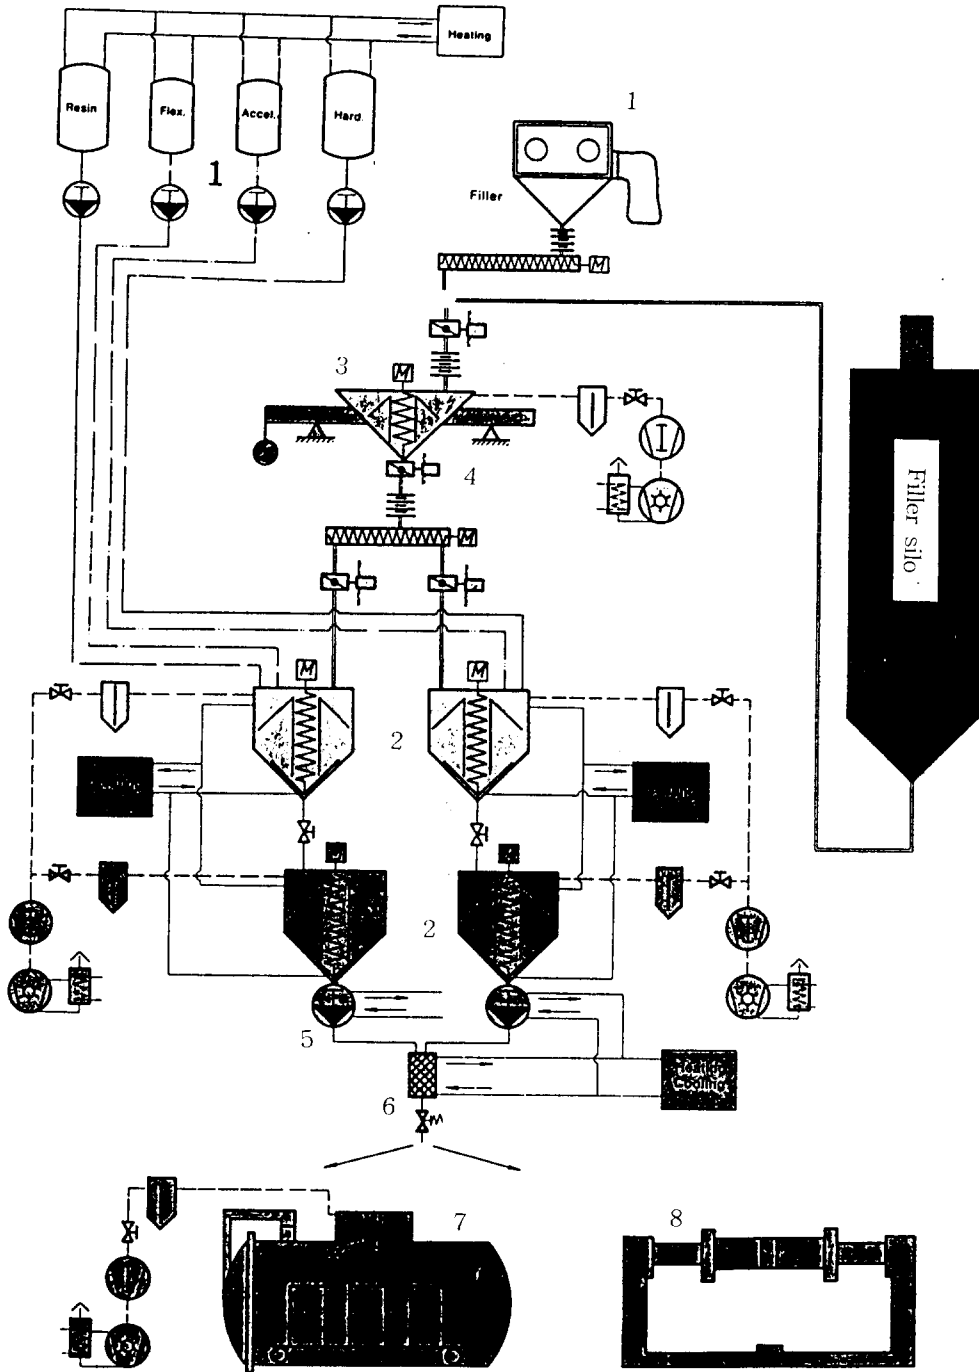 Heating
Resin
Flex.
Accel.
Hard.
1
1
Filler
M
3
M
4
M
Filler silo
M
M
2
2
5
6
Heating
Cooling
7
8